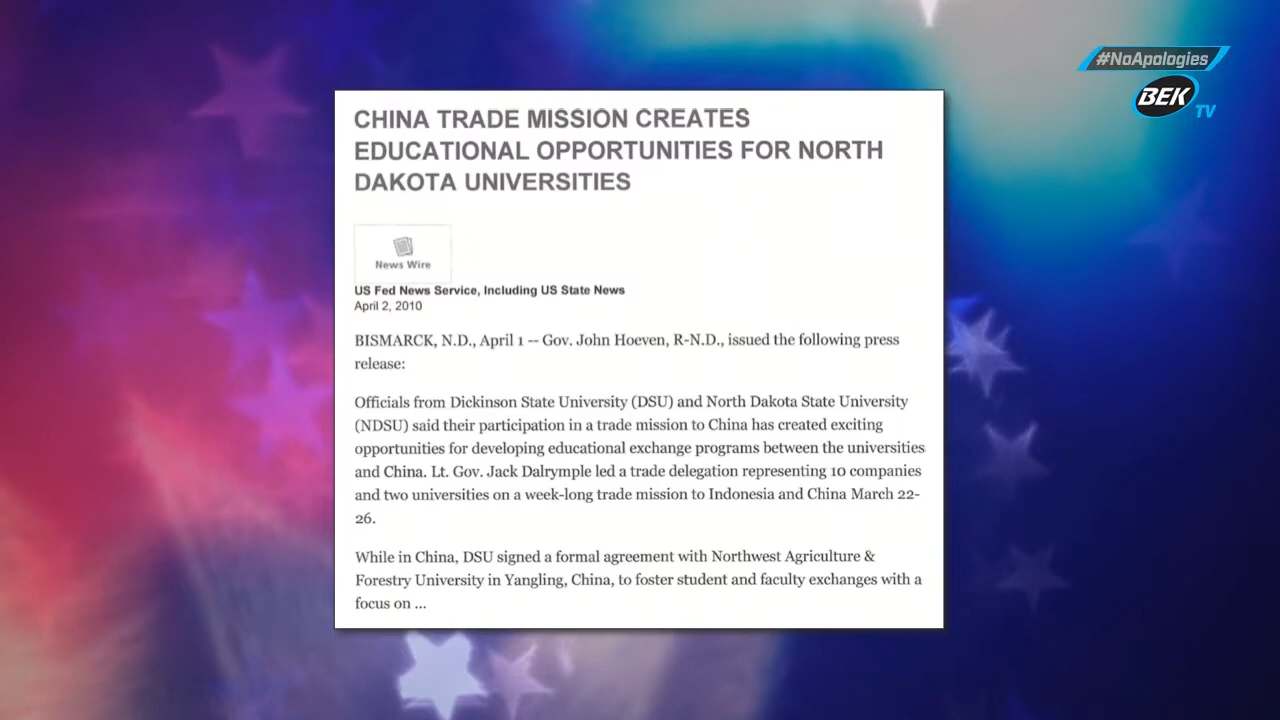 #NoApologies
BEK
TV
CHINA TRADE MISSION CREATES
EDUCATIONAL OPPORTUNITIES FOR NORTH
DAKOTA UNIVERSITIES
News Wire
US Fed News Service, Including US State News
April 2, 2010
BISMARCK, N.D., April 1 -- Gov. John Hoeven, R-N.D., issued the following press
release:
Officials from Dickinson State University (DSU) and North Dakota State University
(NDSU) said their participation in a trade mission to China has created exciting
opportunities for developing educational exchange programs between the universities
and China. Lt. Gov. Jack Dalrymple led a trade delegation representing 10 companies
and two universities on a week-long trade mission to Indonesia and China March 22-
26.
While in China, DSU signed a formal agreement with Northwest Agriculture &
Forestry University in Yangling, China, to foster student and faculty exchanges with a
focus on ...